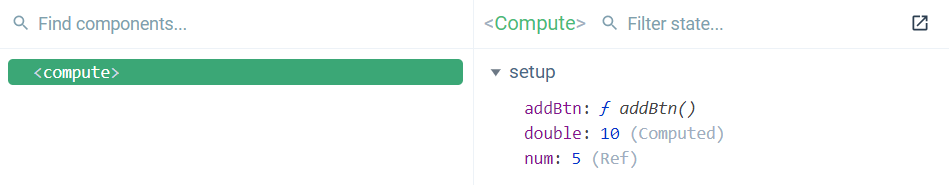 Find components...
<compute>
<Compute> Filter state...
setup
addBtn: ƒ addBtn()
double: 10 (Computed)
num: 5 (Ref)